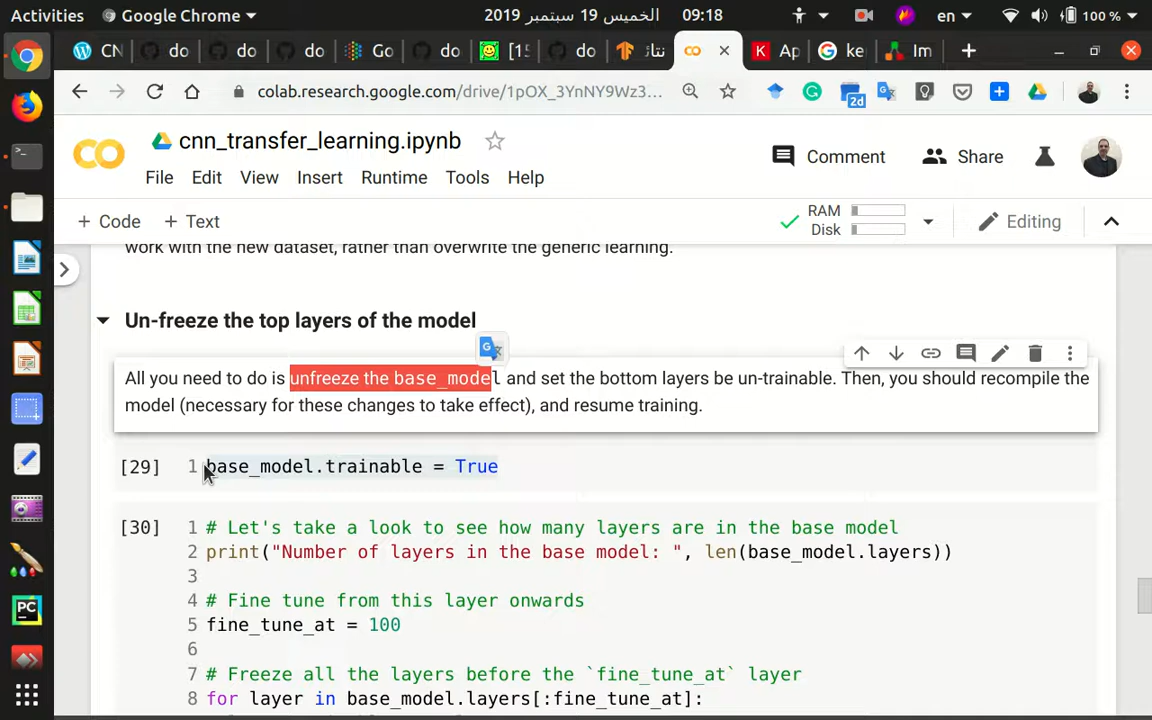 Activities Google Chrome ▾ الخميس 19 سبتمبر 2019 09:18 en ▾ 100 % ▾
CN do do do Go do [15 do نتائ Ap ke Im +
colab.research.google.com/drive/1pOX_3YnNY9Wz3... 2d
cnn_transfer_learning.ipynb
Comment Share
File Edit View Insert Runtime Tools Help
+ Code + Text RAM Disk Editing
work with the new dataset, rather than overwrite the generic learning.
Un-freeze the top layers of the model
All you need to do is unfreeze the base_model and set the bottom layers be un-trainable. Then, you should recompile the
model (necessary for these changes to take effect), and resume training.
[29] 1 base_model.trainable = True
[30] 1 # Let's take a look to see how many layers are in the base model
2 print("Number of layers in the base model: ", len(base_model.layers))
3
4 # Fine tune from this layer onwards
5 fine_tune_at = 100
6
7 # Freeze all the layers before the `fine_tune_at` layer
8 for layer in base_model.layers[:fine_tune_at]:
PC